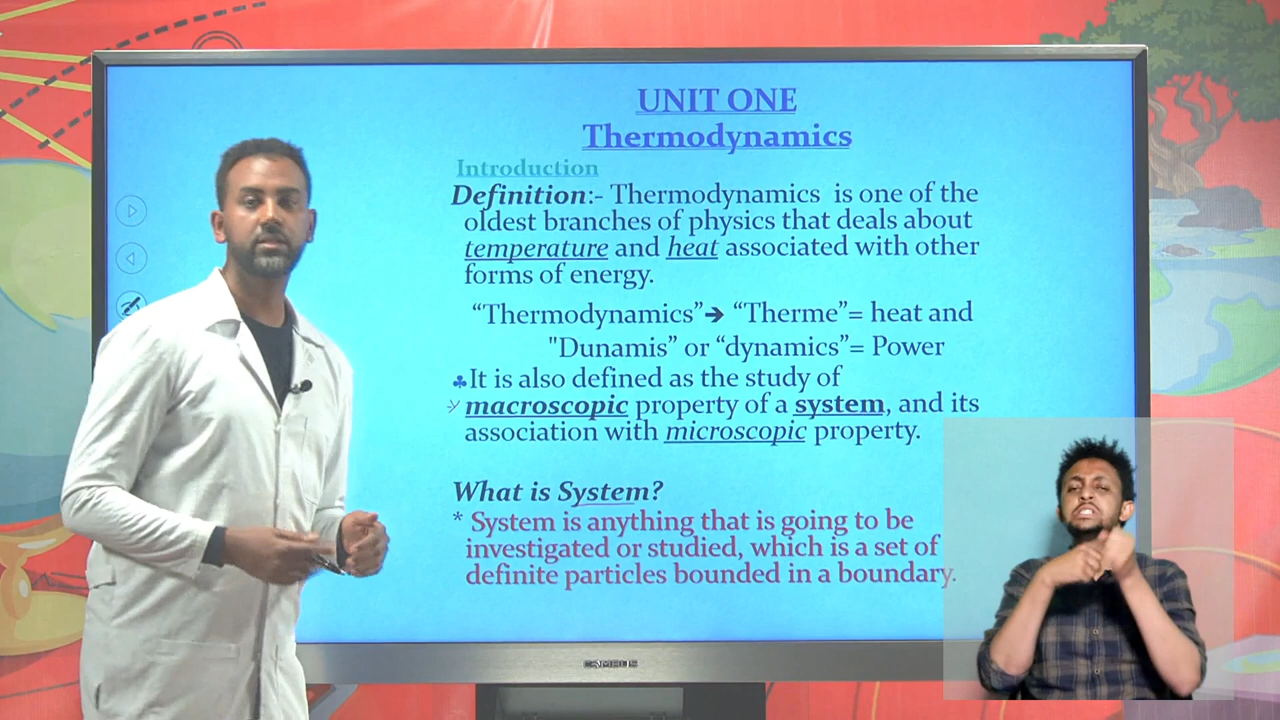 UNIT ONE
Thermodynamics
Introduction
Definition:- Thermodynamics is one of the
oldest branches of physics that deals about
temperature and heat associated with other
forms of energy.
“Thermodynamics”➔ “Therme”= heat and
"Dunamis” or “dynamics”= Power
♣It is also defined as the study of
macroscopic property of a system, and its
association with microscopic property.
What is System?
* System is anything that is going to be
investigated or studied, which is a set of
definite particles bounded in a boundary.